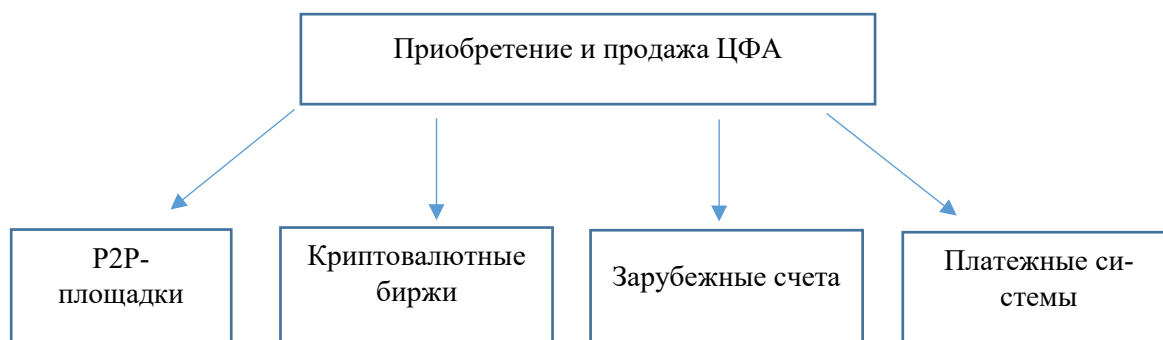 Приобретение и продажа ЦФА
P2P-
площадки
Криптовалютные
биржи
Зарубежные счета
Платежные си-
стемы